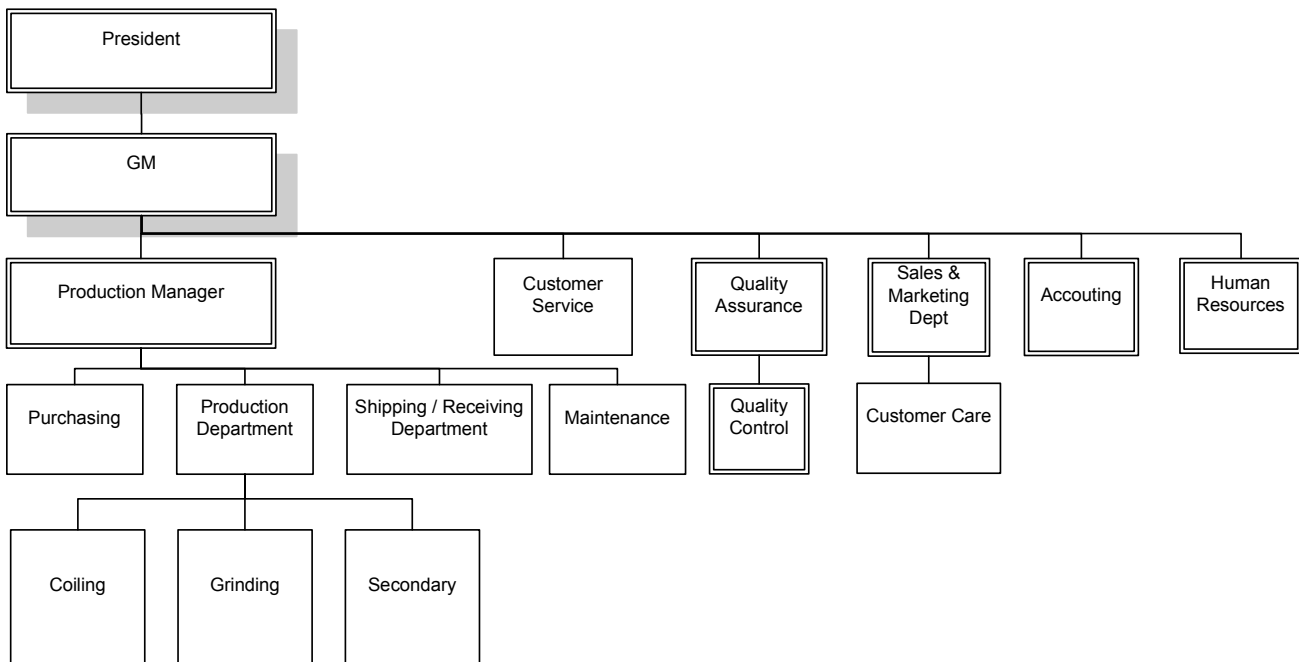 President
GM
Production Manager
Customer
Service
Quality
Assurance
Sales &
Marketing
Dept
Accouting
Human
Resources
Purchasing
Production
Department
Shipping / Receiving
Department
Maintenance
Quality
Control
Customer Care
Coiling
Grinding
Secondary